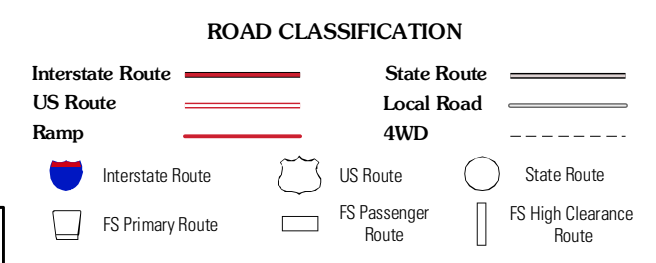 ROAD CLASSIFICATION
Interstate Route
State Route
US Route
Local Road
Ramp
4WD
Interstate Route
US Route
State Route
FS Primary Route
FS Passenger
Route
FS High Clearance
Route